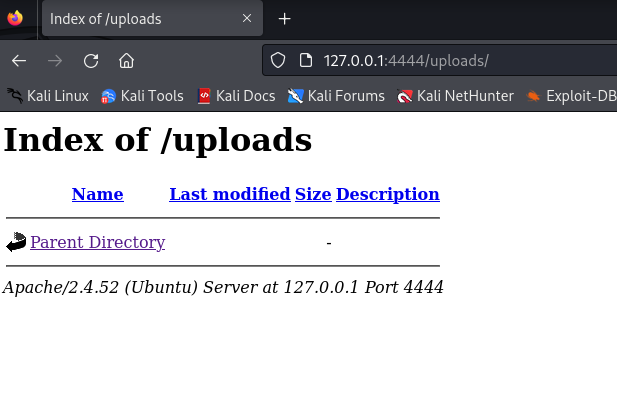 Index of /uploads
127.0.0.1:4444/uploads/
Kali Linux Kali Tools Kali Docs Kali Forums Kali NetHunter Exploit-DB
Index of /uploads
Name Last modified Size Description
Parent Directory -
Apache/2.4.52 (Ubuntu) Server at 127.0.0.1 Port 4444